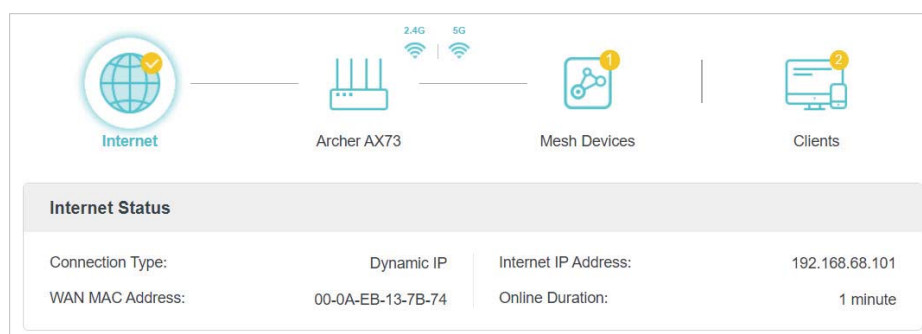 2.4G 5G
1
2
Internet
Archer AX73
Mesh Devices
Clients
Internet Status
Connection Type: Dynamic IP
Internet IP Address: 192.168.68.101
WAN MAC Address: 00-0A-EB-13-7B-74
Online Duration: 1 minute